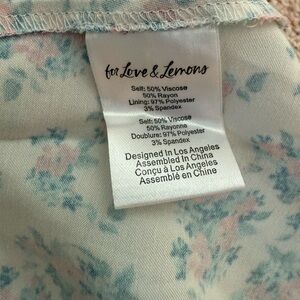 for Love & Lemons
Self: 50% Viscose
50% Rayon
Lining: 97% Polyester
3% Spandex
Self: 50% Viscose
50% Rayonne
Doublure: 97% Polyester
3% Spandex
Designed in Los Angeles
Assembled in China
Conçu à Los Angeles
Assemblé en Chine